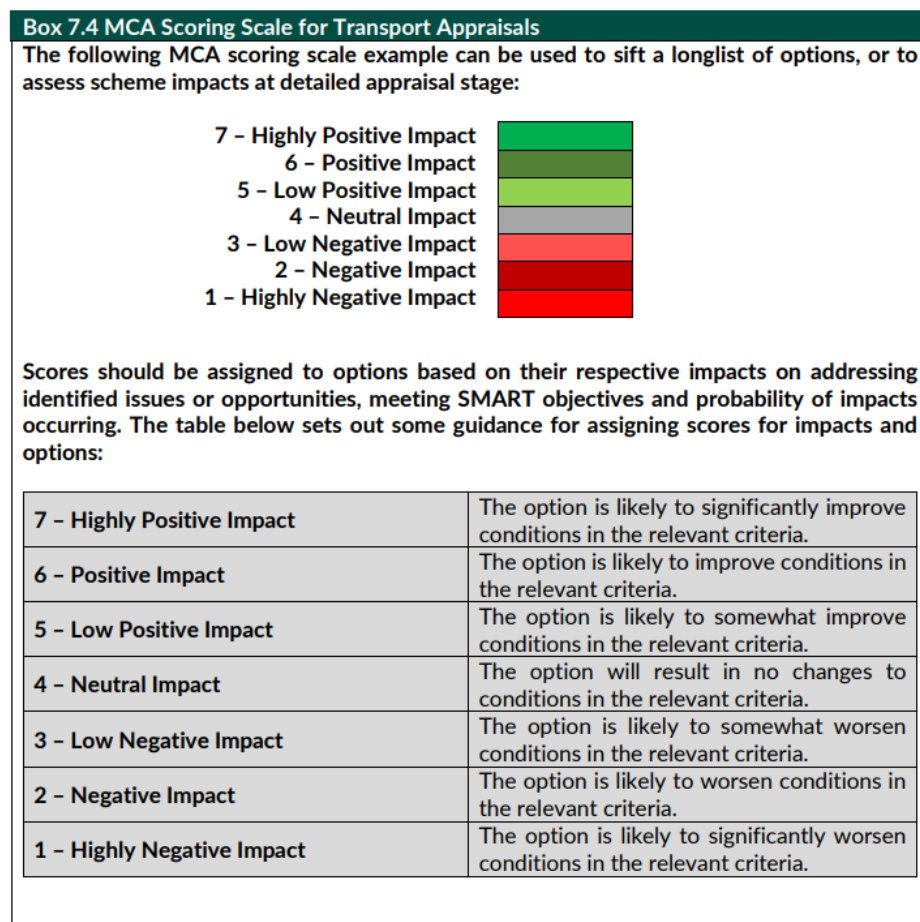 Box 7.4 MCA Scoring Scale for Transport Appraisals
The following MCA scoring scale example can be used to sift a longlist of options, or to
assess scheme impacts at detailed appraisal stage:
7 – Highly Positive Impact
6 – Positive Impact
5 – Low Positive Impact
4 – Neutral Impact
3 – Low Negative Impact
2 – Negative Impact
1 – Highly Negative Impact
Scores should be assigned to options based on their respective impacts on addressing
identified issues or opportunities, meeting SMART objectives and probability of impacts
occurring. The table below sets out some guidance for assigning scores for impacts and
options:
7 – Highly Positive Impact
The option is likely to significantly improve
conditions in the relevant criteria.
6 – Positive Impact
The option is likely to improve conditions in
the relevant criteria.
5 – Low Positive Impact
The option is likely to somewhat improve
conditions in the relevant criteria.
4 – Neutral Impact
The option will result in no changes to
conditions in the relevant criteria.
3 – Low Negative Impact
The option is likely to somewhat worsen
conditions in the relevant criteria.
2 – Negative Impact
The option is likely to worsen conditions in
the relevant criteria.
1 – Highly Negative Impact
The option is likely to significantly worsen
conditions in the relevant criteria.